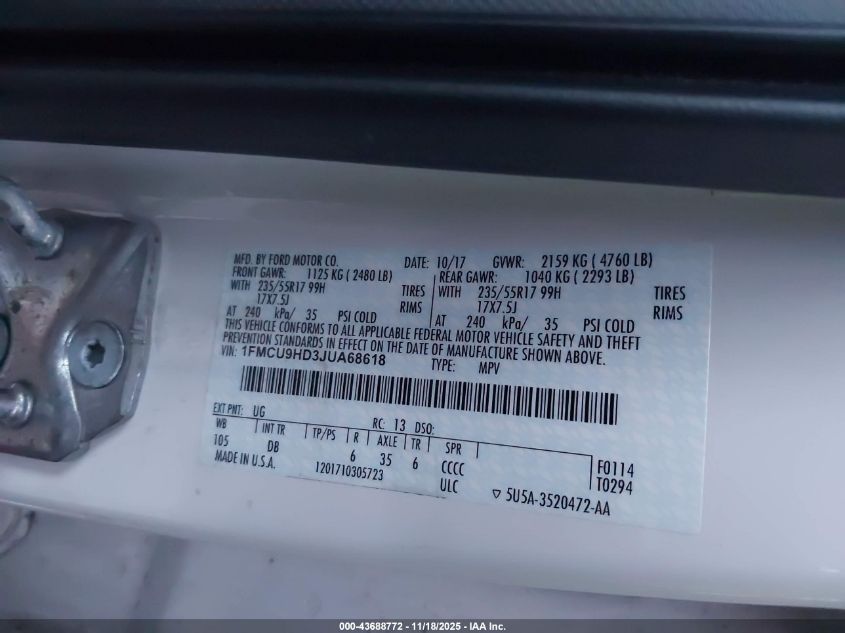 MFD. BY FORD MOTOR CO. DATE: 10/17 GVWR: 2159 KG ( 4760 LB)
FRONT GAWR: 1125 KG ( 2480 LB) REAR GAWR: 1040 KG ( 2293 LB)
WITH 235/55R17 99H TIRES WITH 235/55R17 99H TIRES
17X7.5J RIMS 17X7.5J RIMS
AT 240 kPa/ 35 PSI COLD AT 240 kPa/ 35 PSI COLD
THIS VEHICLE CONFORMS TO ALL APPLICABLE FEDERAL MOTOR VEHICLE SAFETY AND THEFT
PREVENTION STANDARDS IN EFFECT ON THE DATE OF MANUFACTURE SHOWN ABOVE.
VIN: 1FMCU9HD3JUA68618 TYPE: MPV
EXT PNT: UG RC: 13 DSO:
WB INT TR TP/PS R AXLE TR SPR
105 DB 6 35 6 CCCC F0114
MADE IN U.S.A. 1201710305723 ULC T0294
5U5A-3520472-AA
000-43688772 - 11/18/2025 - IAA Inc.